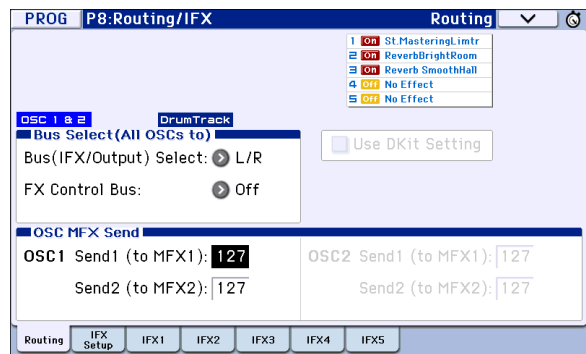 PROG P8:Routing/IFX Routing
1 On St.MasteringLimtr
2 On ReverbBrightRoom
3 On Reverb SmoothHall
4 Off No Effect
5 Off No Effect
OSC 1 & 2 DrumTrack
Bus Select(All OSCs to)
Bus(IFX/Output) Select: L/R
Use DKit Setting
FX Control Bus: Off
OSC MFX Send
OSC1 Send1 (to MFX1): 127 OSC2 Send1 (to MFX1): 127
Send2 (to MFX2): 127 Send2 (to MFX2): 127
Routing IFX Setup IFX1 IFX2 IFX3 IFX4 IFX5